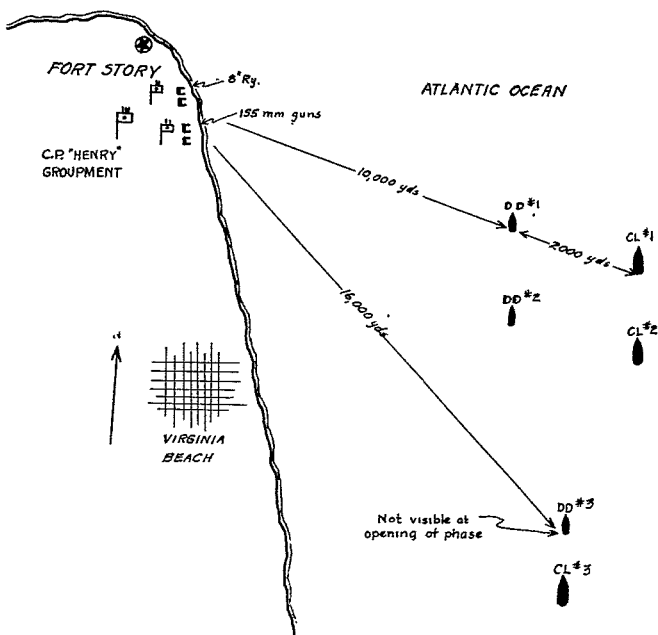 FORT STORY
8" Ry.
155 mm guns
C.P. "HENRY"
GROUPMENT
ATLANTIC OCEAN
10,000 yds
DD #1
2000 yds
CL #1
DD #2
CL #2
16,000 yds
VIRGINIA
BEACH
Not visible at
opening of phase
DD #3
CL #3